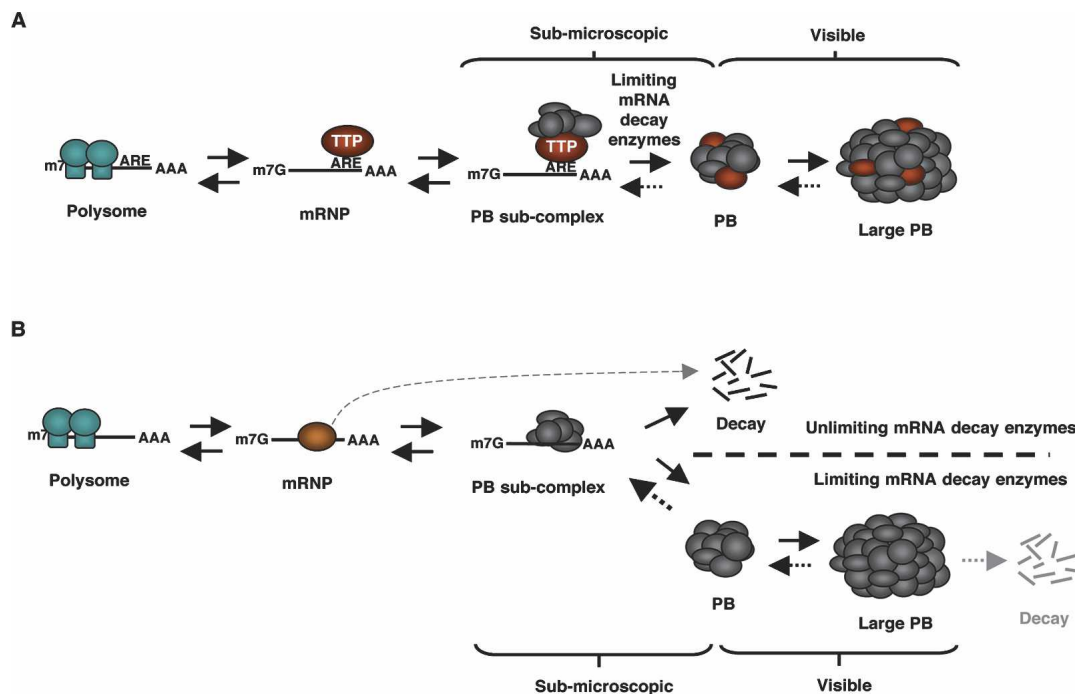 A
Sub-microscopic
Visible
Limiting
mRNA
decay
enzymes
TTP
TTP
m7
ARE
AAA
m7G
ARE
AAA
m7G
ARE
AAA
Polysome
mRNP
PB sub-complex
PB
Large PB
B
m7
AAA
m7G
AAA
m7G
AAA
Polysome
mRNP
PB sub-complex
Decay
Unlimiting mRNA decay enzymes
Limiting mRNA decay enzymes
PB
Large PB
Decay
Sub-microscopic
Visible